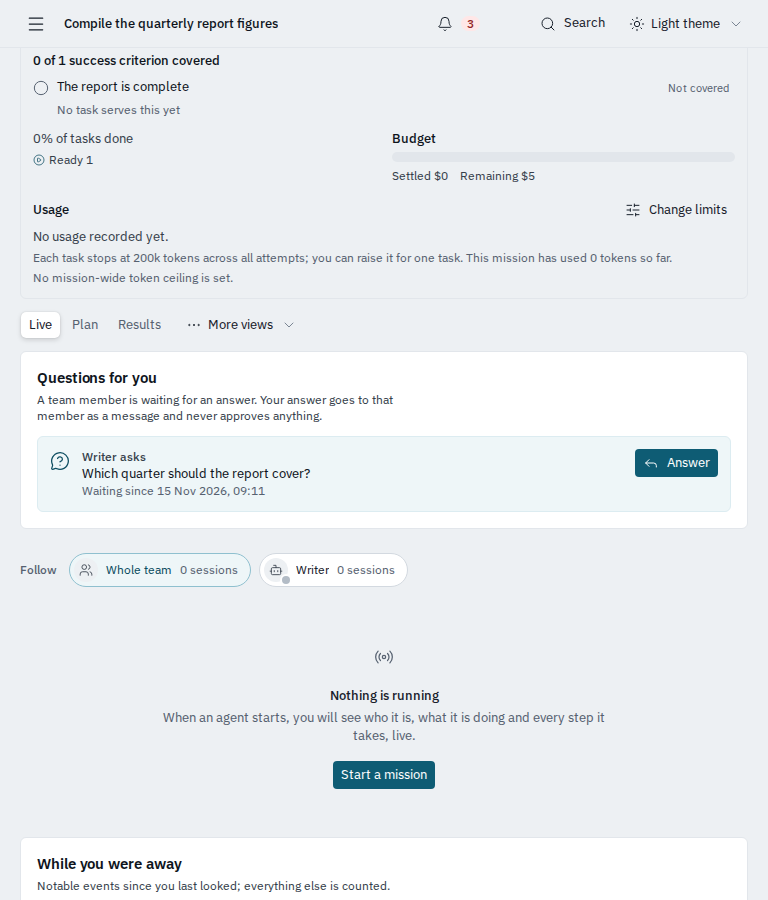 Compile the quarterly report figures
3
Search
Light theme
0 of 1 success criterion covered
The report is complete
Not covered
No task serves this yet
0% of tasks done
Ready 1
Budget
Settled $0 Remaining $5
Usage
Change limits
No usage recorded yet.
Each task stops at 200k tokens across all attempts; you can raise it for one task. This mission has used 0 tokens so far.
No mission-wide token ceiling is set.
Live Plan Results ··· More views
Questions for you
A team member is waiting for an answer. Your answer goes to that
member as a message and never approves anything.
Writer asks
Which quarter should the report cover?
Waiting since 15 Nov 2026, 09:11
Answer
Follow Whole team 0 sessions Writer 0 sessions
Nothing is running
When an agent starts, you will see who it is, what it is doing and every step it
takes, live.
Start a mission
While you were away
Notable events since you last looked; everything else is counted.